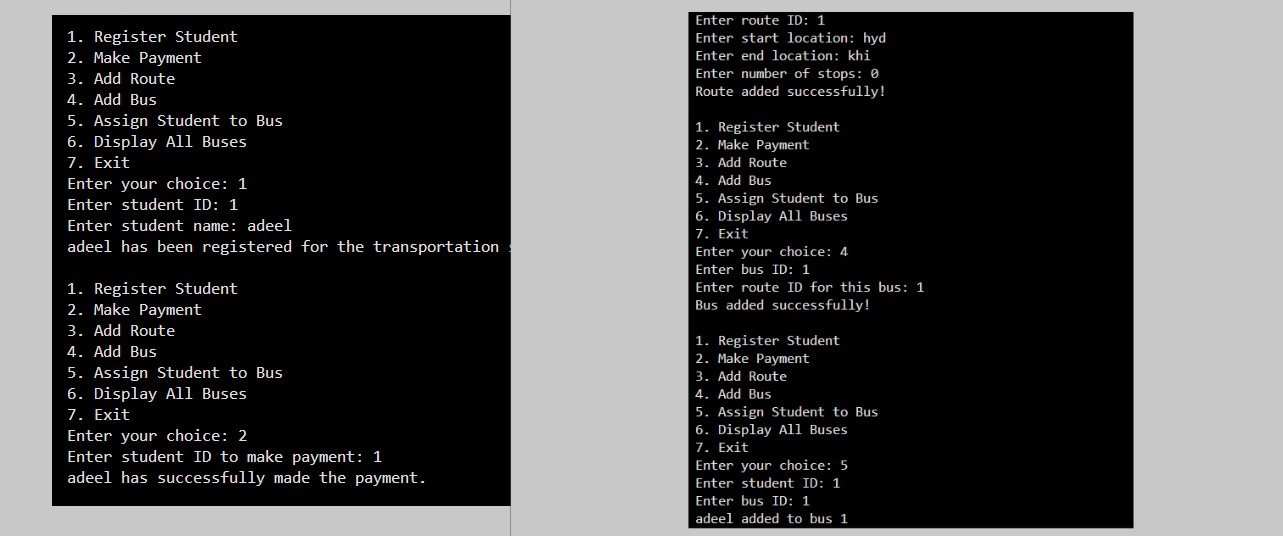 1. Register Student
2. Make Payment
3. Add Route
4. Add Bus
5. Assign Student to Bus
6. Display All Buses
7. Exit
Enter your choice: 1
Enter student ID: 1
Enter student name: adeel
adeel has been registered for the transportation
1. Register Student
2. Make Payment
3. Add Route
4. Add Bus
5. Assign Student to Bus
6. Display All Buses
7. Exit
Enter your choice: 2
Enter student ID to make payment: 1
adeel has successfully made the payment.
Enter route ID: 1
Enter start location: hyd
Enter end location: khi
Enter number of stops: 0
Route added successfully!
1. Register Student
2. Make Payment
3. Add Route
4. Add Bus
5. Assign Student to Bus
6. Display All Buses
7. Exit
Enter your choice: 4
Enter bus ID: 1
Enter route ID for this bus: 1
Bus added successfully!
1. Register Student
2. Make Payment
3. Add Route
4. Add Bus
5. Assign Student to Bus
6. Display All Buses
7. Exit
Enter your choice: 5
Enter student ID: 1
Enter bus ID: 1
adeel added to bus 1